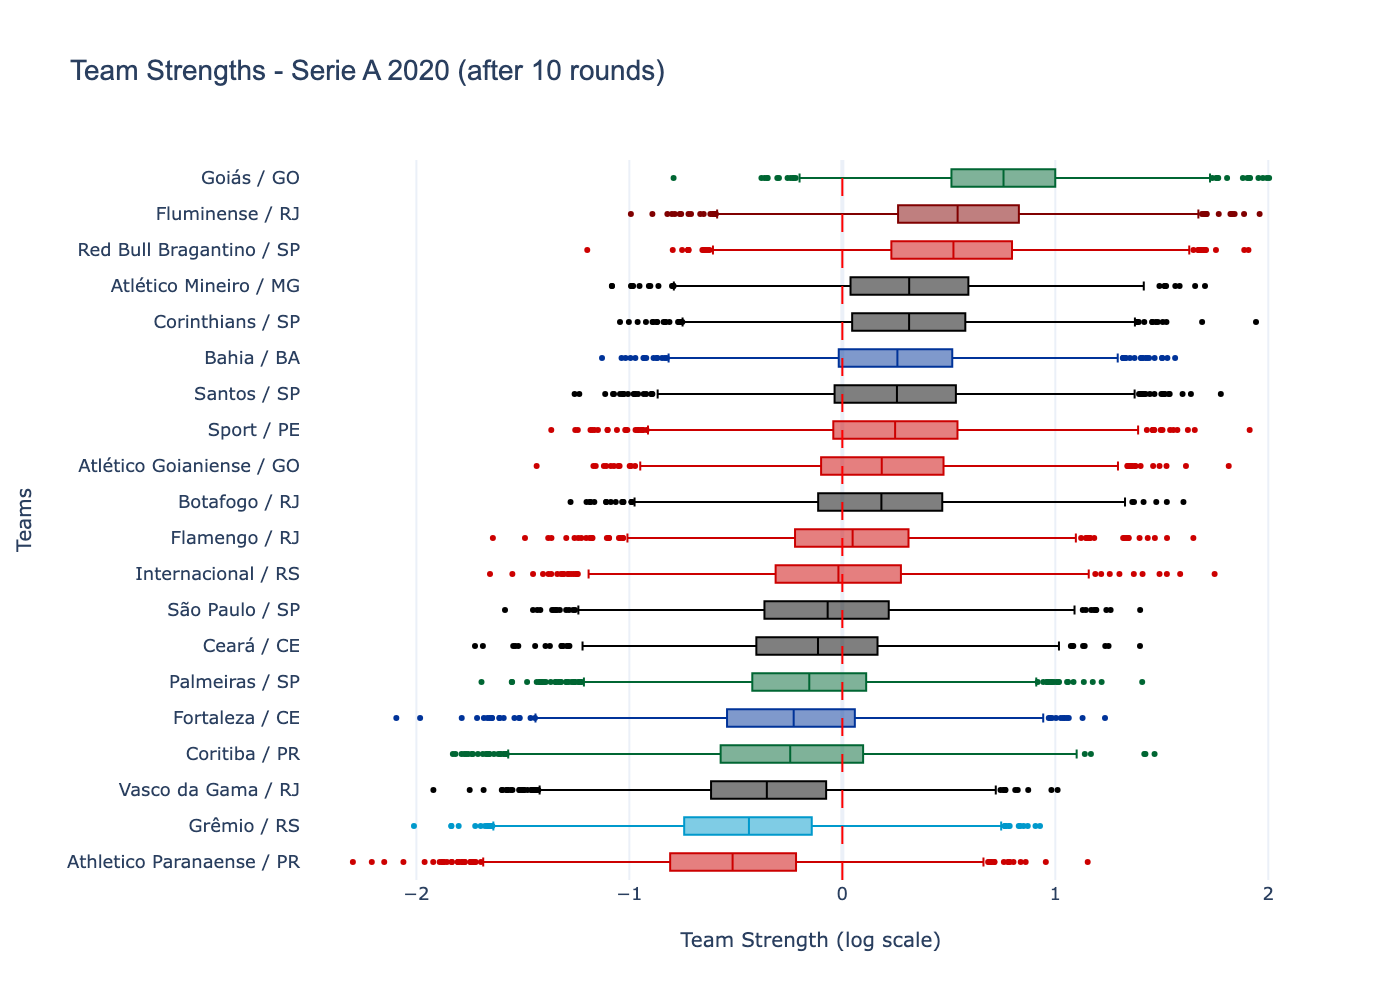 Team Strengths - Serie A 2020 (after 10 rounds)
Teams
Goiás / GO
Fluminense / RJ
Red Bull Bragantino / SP
Atlético Mineiro / MG
Corinthians / SP
Bahia / BA
Santos / SP
Sport / PE
Atlético Goianiense / GO
Botafogo / RJ
Flamengo / RJ
Internacional / RS
São Paulo / SP
Ceará / CE
Palmeiras / SP
Fortaleza / CE
Coritiba / PR
Vasco da Gama / RJ
Grêmio / RS
Athletico Paranaense / PR
−2 −1 0 1 2
Team Strength (log scale)